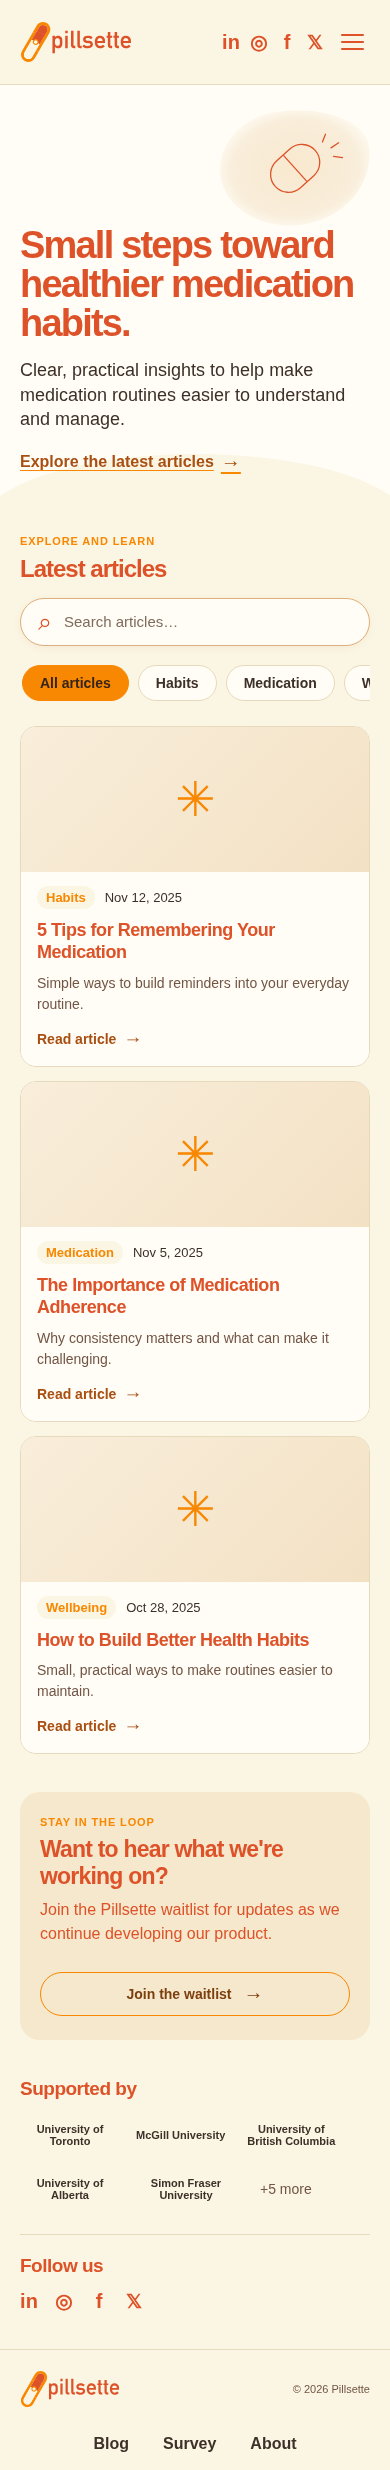 pillsette
in f 𝕏
Small steps toward
healthier medication
habits.
Clear, practical insights to help make
medication routines easier to understand
and manage.
Explore the latest articles →
EXPLORE AND LEARN
Latest articles
Search articles…
All articles Habits Medication W
Habits Nov 12, 2025
5 Tips for Remembering Your
Medication
Simple ways to build reminders into your everyday
routine.
Read article →
Medication Nov 5, 2025
The Importance of Medication
Adherence
Why consistency matters and what can make it
challenging.
Read article →
Wellbeing Oct 28, 2025
How to Build Better Health Habits
Small, practical ways to make routines easier to
maintain.
Read article →
STAY IN THE LOOP
Want to hear what we're
working on?
Join the Pillsette waitlist for updates as we
continue developing our product.
Join the waitlist →
Supported by
University of
Toronto
McGill University
University of
British Columbia
University of
Alberta
Simon Fraser
University
+5 more
Follow us
in f 𝕏
pillsette
© 2026 Pillsette
Blog Survey About